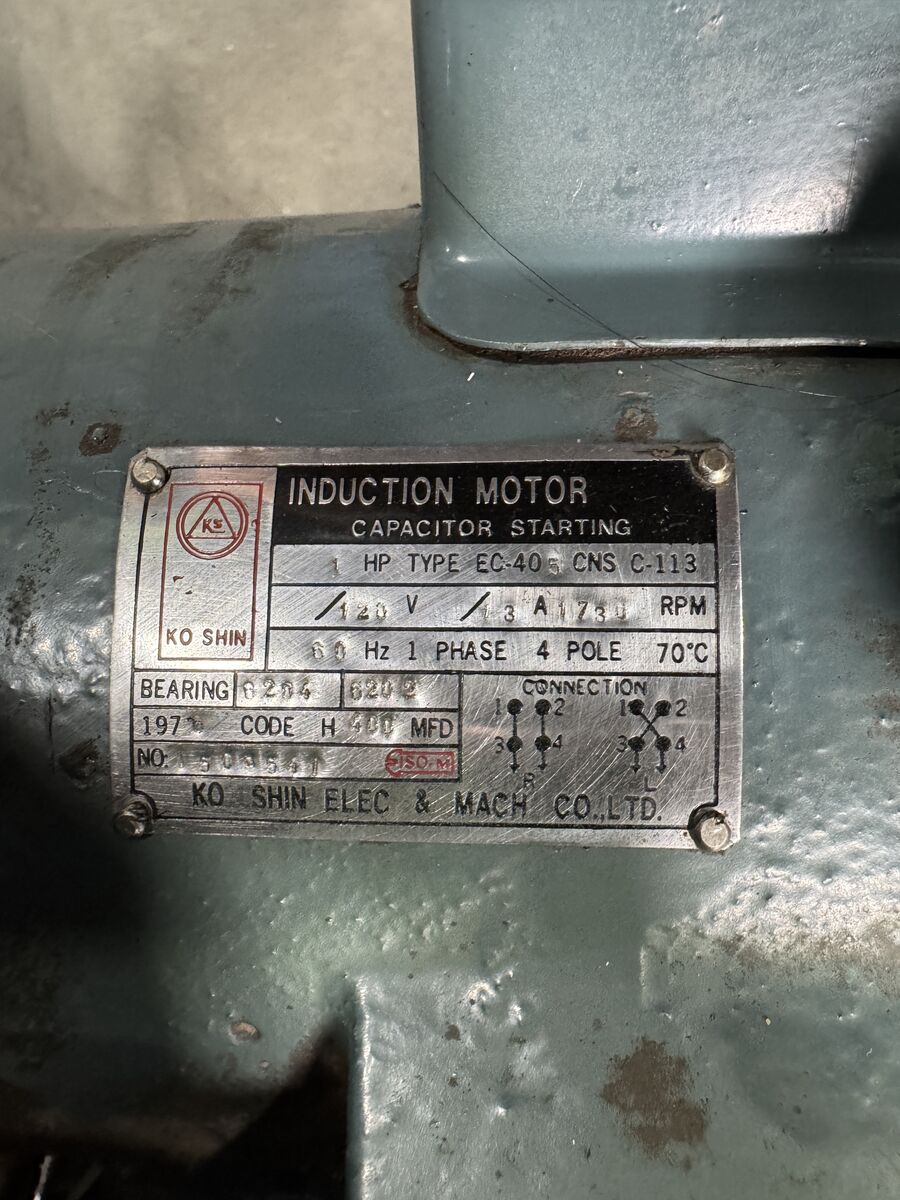 KS
KO SHIN
INDUCTION MOTOR
CAPACITOR STARTING
1 HP TYPE EC-405 CNS C-113
/120 V /13 A 1730 RPM
60 Hz 1 PHASE 4 POLE 70°C
BEARING 6204 6202
CONNECTION
1 2 1 2
3 4 3 4
R L
CODE H 400 MFD
NO:
KO SHIN ELEC & MACH CO.,LTD.